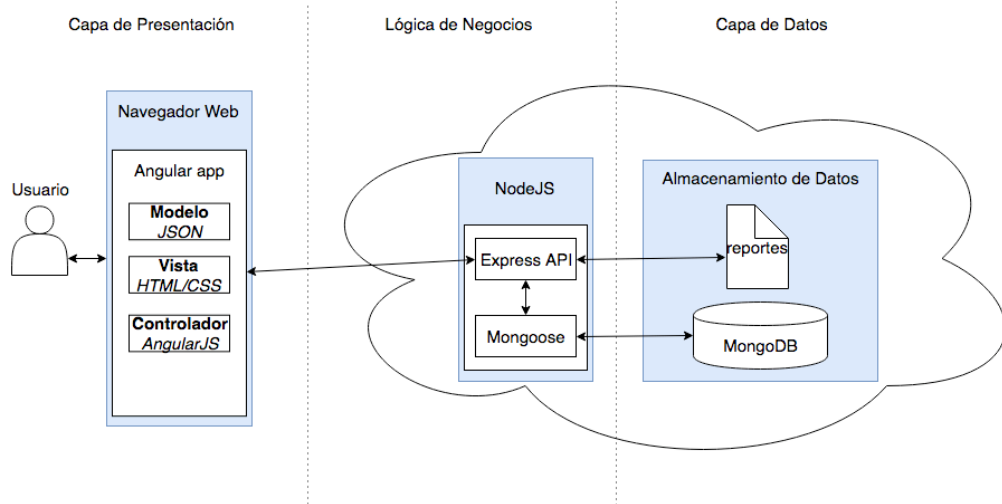 Capa de Presentación
Lógica de Negocios
Capa de Datos
Usuario
Navegador Web
Angular app
Modelo
JSON
Vista
HTML/CSS
Controlador
AngularJS
NodeJS
Express API
Mongoose
Almacenamiento de Datos
reportes
MongoDB